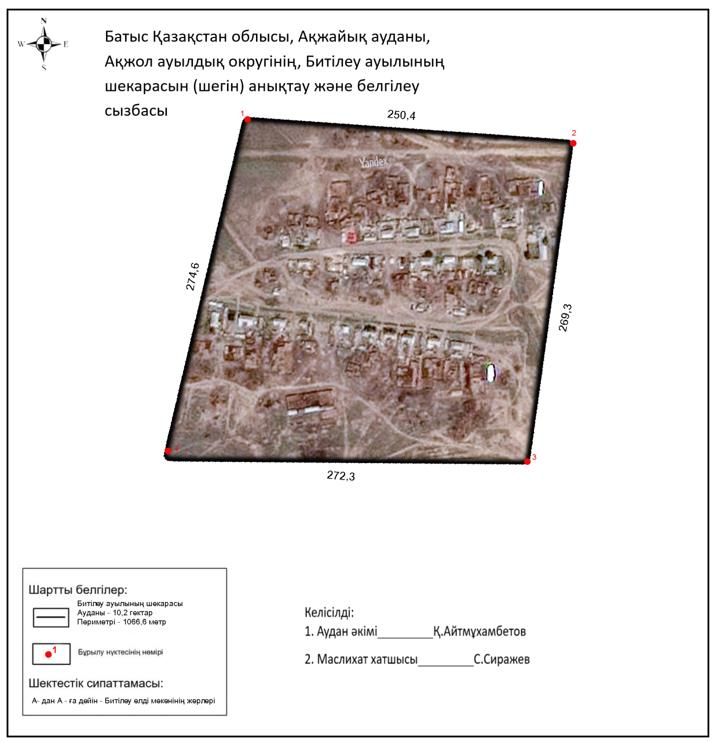 N
W E
S
Батыс Қазақстан облысы, Ақжайық ауданы,
Ақжол ауылдық округінің, Битілеу ауылының
шекарасын (шегін) анықтау және белгілеу
сызбасы
1
250,4
2
Yandex
274,6
269,3
3
272,3
Шартты белгілер:
Битілеу ауылының шекарасы
Ауданы - 10,2 гектар
Периметрі - 1066,6 метр
1
Бұрылу нүктесінің нөмірі
Шектестік сипаттамасы:
А- дан А - ға дейін - Битілеу елді мекенінің жерлері
Келісілді:
1. Аудан әкімі________Қ.Айтмұхамбетов
2. Маслихат хатшысы________С.Сиражев